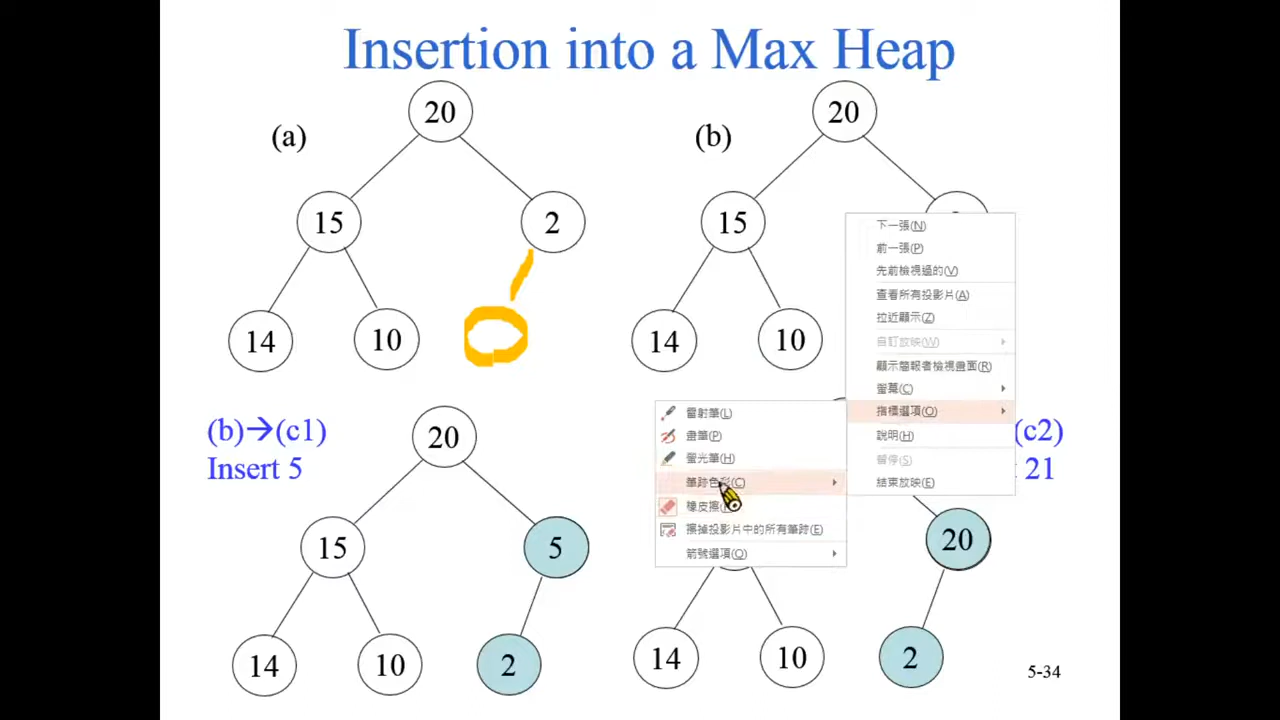 Insertion into a Max Heap
(a)
20
15
2
14
10
(b)
20
15
14
10
下一張(N)
前一張(P)
先前檢視過的(V)
查看所有投影片(A)
拉近顯示(Z)
自訂放映(W)
顯示簡報者檢視畫面(R)
螢幕(C)
指標選項(O)
說明(H)
暫停(S)
結束放映(E)
雷射筆(L)
畫筆(P)
螢光筆(H)
筆跡色彩(C)
橡皮擦(R)
擦掉投影片中的所有筆跡(E)
箭號選項(O)
(b)→(c1)
Insert 5
20
15
5
14
10
2
(c2)
21
20
14
10
2
5-34